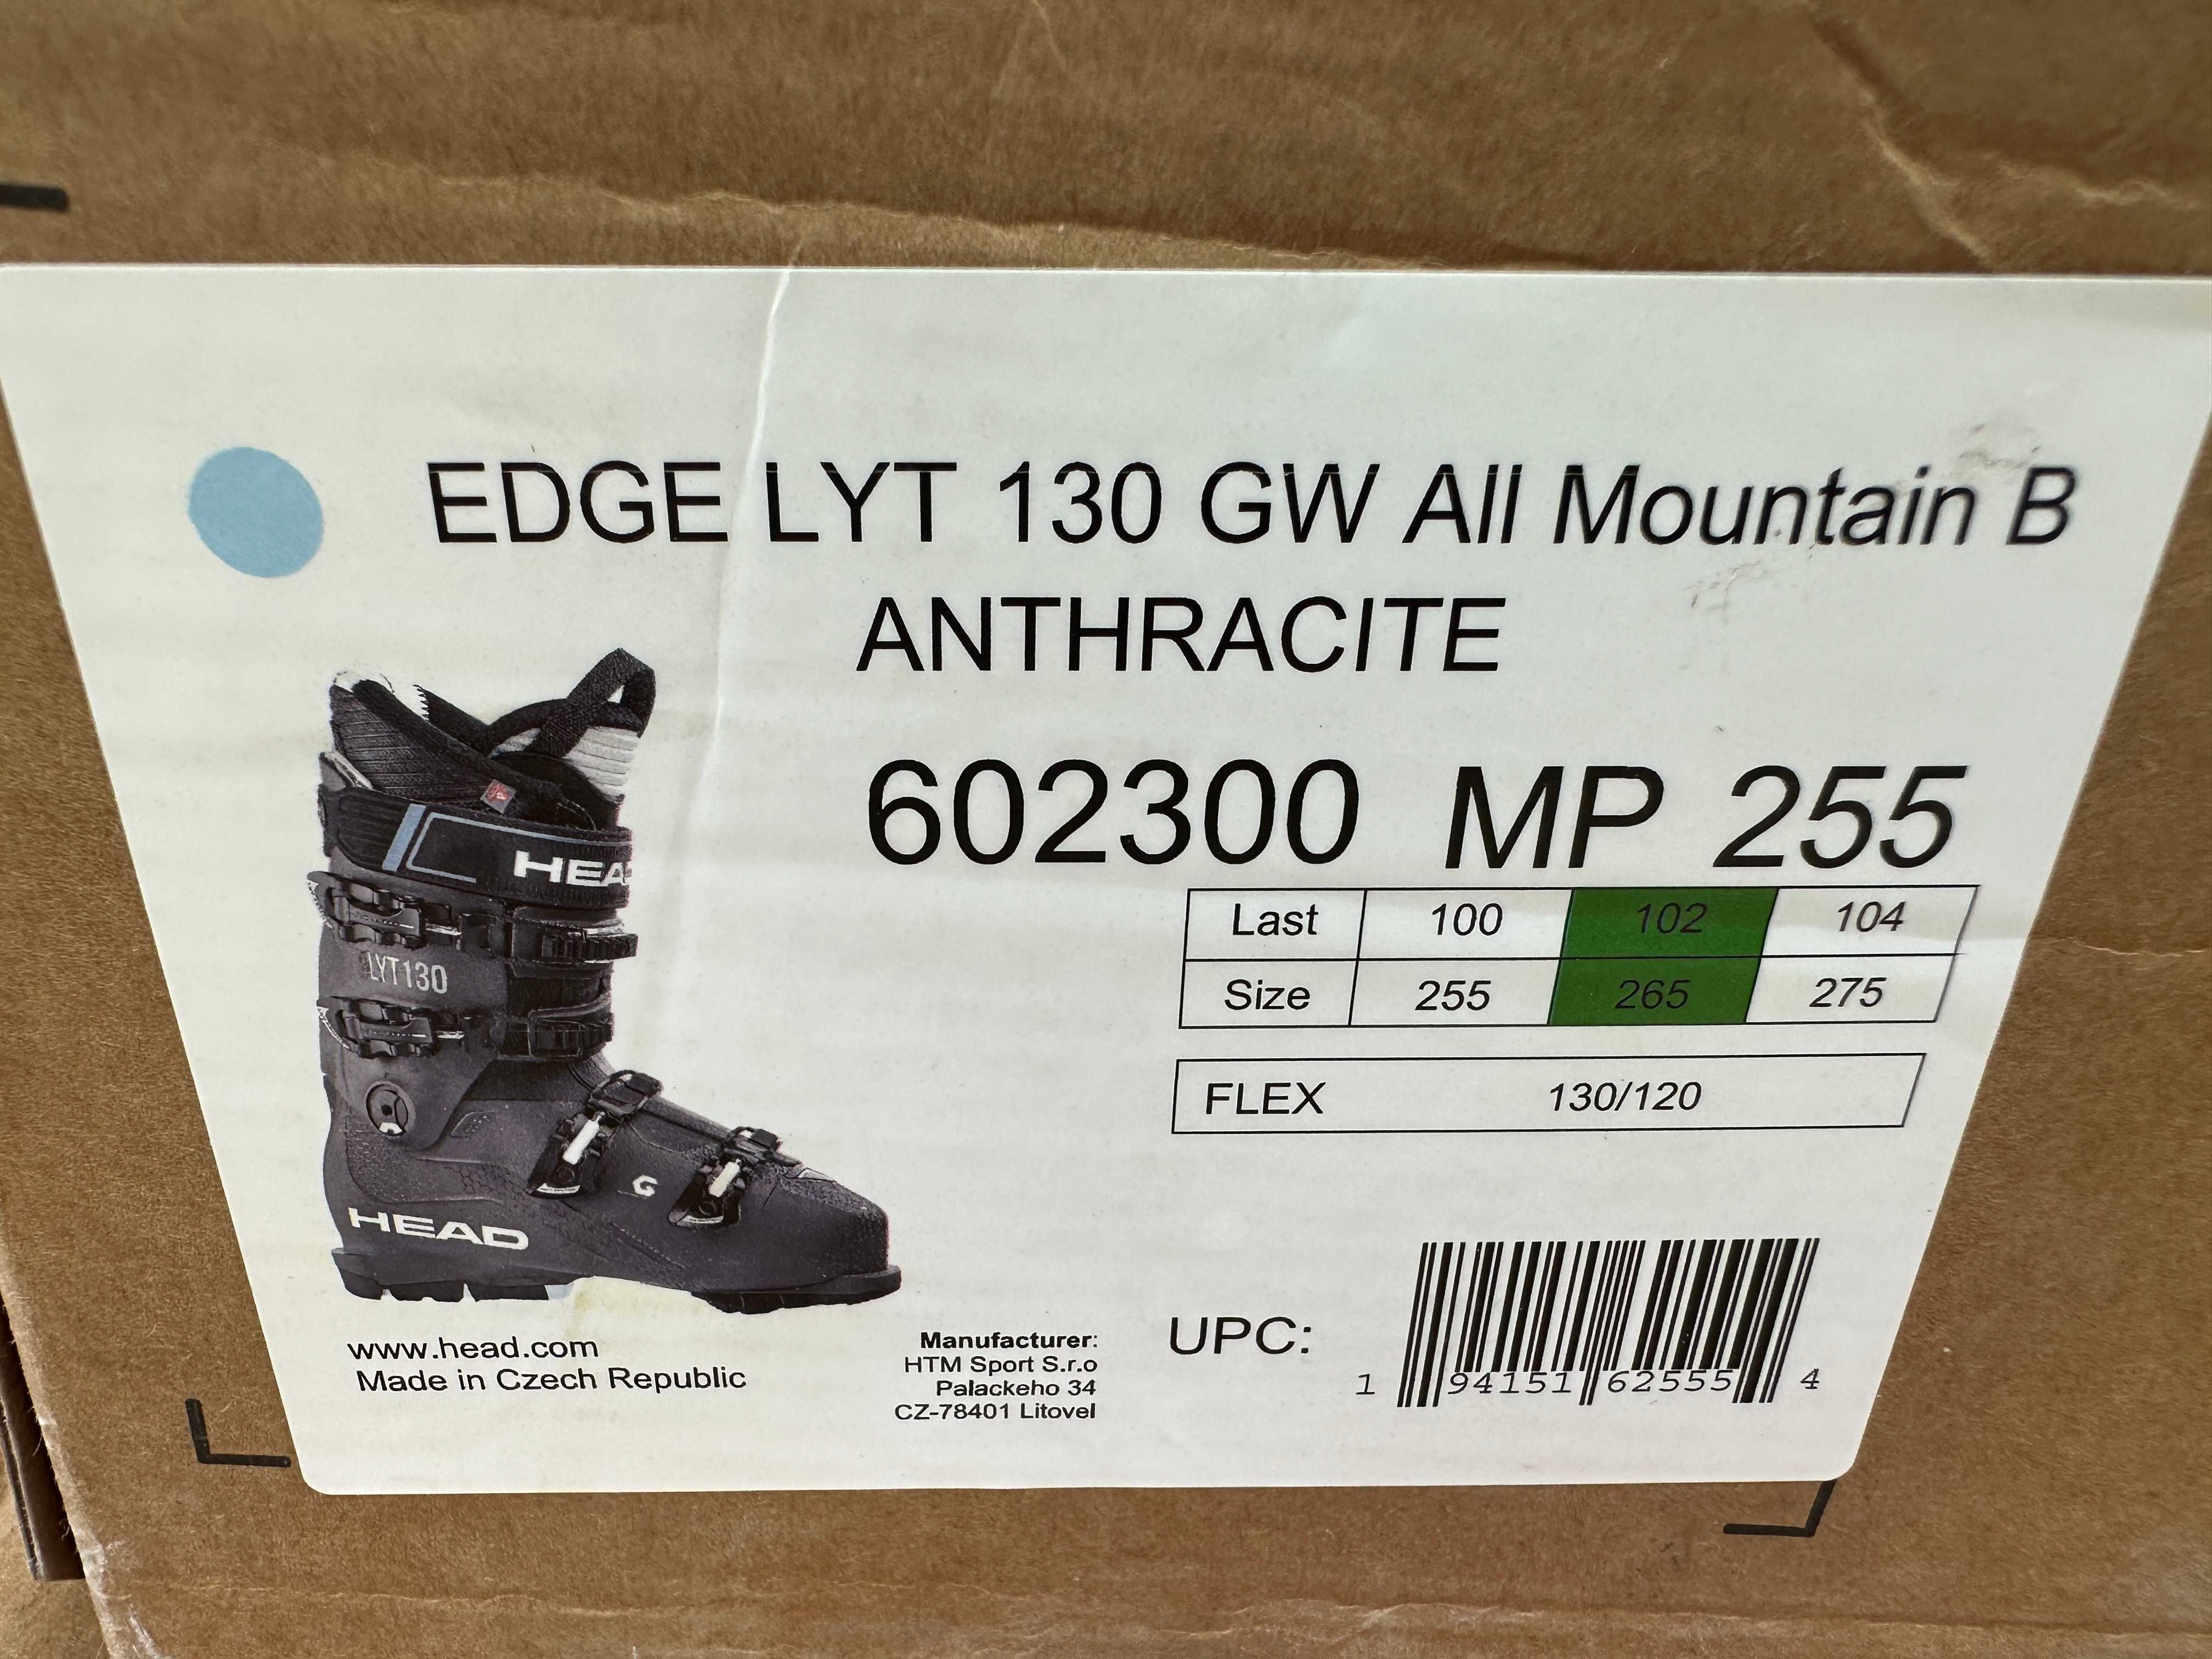 EDGE LYT 130 GW All Mountain B
ANTHRACITE
602300 MP 255
Last 100 102 104
Size 255 265 275
FLEX 130/120
HEA
LYT130
G
HEAD
www.head.com
Made in Czech Republic
Manufacturer:
HTM Sport S.r.o
Palackeho 34
CZ-78401 Litovel
UPC:
1 94151 62555 4